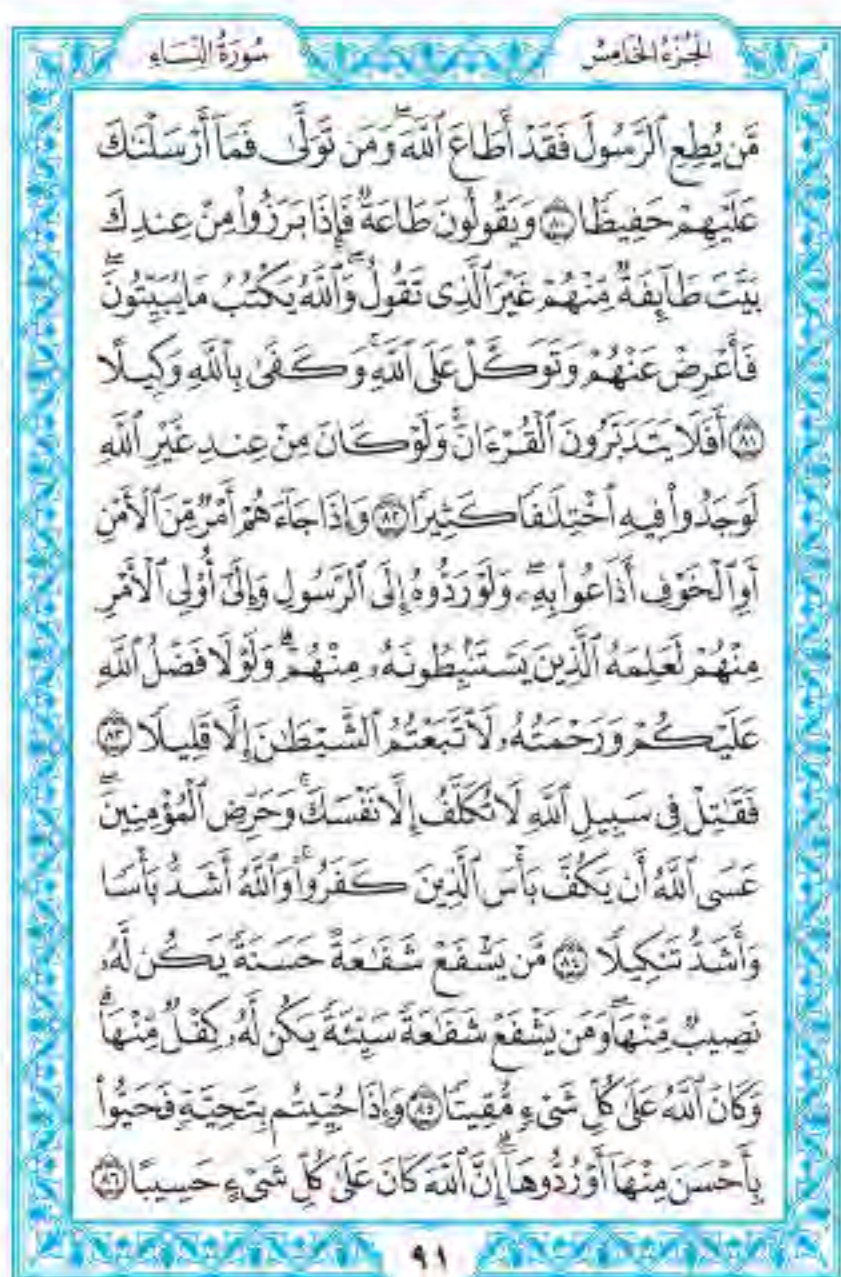 الجُزْءُ الخَامِسُ سُورَةُ النِّسَاءِ
مَّن يُطِعِ ٱلرَّسُولَ فَقَدْ أَطَاعَ ٱللَّهَۖ وَمَن تَوَلَّىٰ فَمَآ أَرْسَلْنَٰكَ
عَلَيْهِمْ حَفِيظًا ٨٠ وَيَقُولُونَ طَاعَةٌ فَإِذَا بَرَزُوا۟ مِنْ عِندِكَ
بَيَّتَ طَآئِفَةٌ مِّنْهُمْ غَيْرَ ٱلَّذِى تَقُولُۖ وَٱللَّهُ يَكْتُبُ مَا يُبَيِّتُونَۖ
فَأَعْرِضْ عَنْهُمْ وَتَوَكَّلْ عَلَى ٱللَّهِۚ وَكَفَىٰ بِٱللَّهِ وَكِيلًا
٨١ أَفَلَا يَتَدَبَّرُونَ ٱلْقُرْءَانَۚ وَلَوْ كَانَ مِنْ عِندِ غَيْرِ ٱللَّهِ
لَوَجَدُوا۟ فِيهِ ٱخْتِلَٰفًا كَثِيرًا ٨٢ وَإِذَا جَآءَهُمْ أَمْرٌ مِّنَ ٱلْأَمْنِ
أَوِ ٱلْخَوْفِ أَذَاعُوا۟ بِهِۦۖ وَلَوْ رَدُّوهُ إِلَى ٱلرَّسُولِ وَإِلَىٰٓ أُو۟لِى ٱلْأَمْرِ
مِنْهُمْ لَعَلِمَهُ ٱلَّذِينَ يَسْتَنۢبِطُونَهُۥ مِنْهُمْۗ وَلَوْلَا فَضْلُ ٱللَّهِ
عَلَيْكُمْ وَرَحْمَتُهُۥ لَٱتَّبَعْتُمُ ٱلشَّيْطَٰنَ إِلَّا قَلِيلًا ٨٣
فَقَٰتِلْ فِى سَبِيلِ ٱللَّهِ لَا تُكَلَّفُ إِلَّا نَفْسَكَۚ وَحَرِّضِ ٱلْمُؤْمِنِينَۖ
عَسَى ٱللَّهُ أَن يَكُفَّ بَأْسَ ٱلَّذِينَ كَفَرُوا۟ۚ وَٱللَّهُ أَشَدُّ بَأْسًا
وَأَشَدُّ تَنكِيلًا ٨٤ مَّن يَشْفَعْ شَفَٰعَةً حَسَنَةً يَكُن لَّهُۥ
نَصِيبٌ مِّنْهَاۖ وَمَن يَشْفَعْ شَفَٰعَةً سَيِّئَةً يَكُن لَّهُۥ كِفْلٌ مِّنْهَاۗ
وَكَانَ ٱللَّهُ عَلَىٰ كُلِّ شَىْءٍ مُّقِيتًا ٨٥ وَإِذَا حُيِّيتُم بِتَحِيَّةٍ فَحَيُّوا۟
بِأَحْسَنَ مِنْهَآ أَوْ رُدُّوهَآۗ إِنَّ ٱللَّهَ كَانَ عَلَىٰ كُلِّ شَىْءٍ حَسِيبًا ٨٦
٩١